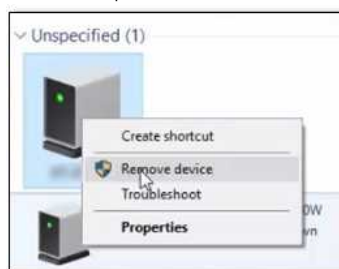 Unspecified (1)
Create shortcut
Remove device
Troubleshoot
Properties